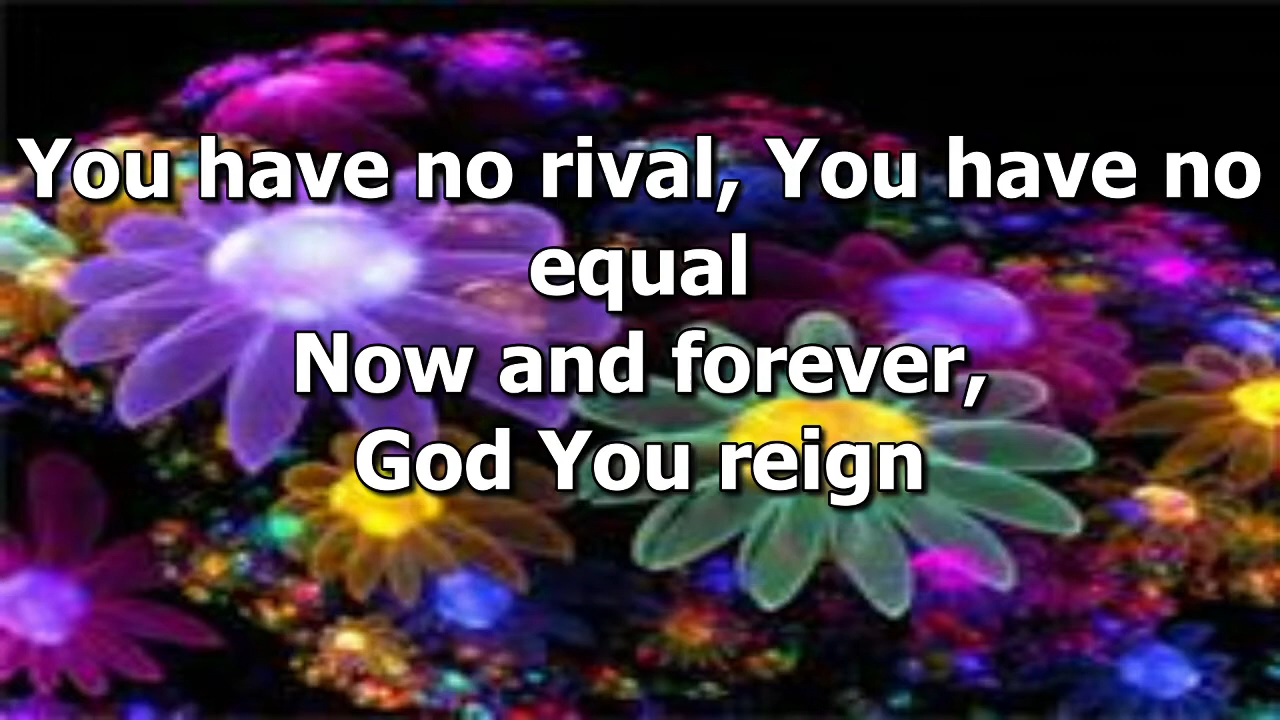 You have no rival, You have no
equal
Now and forever,
God You reign